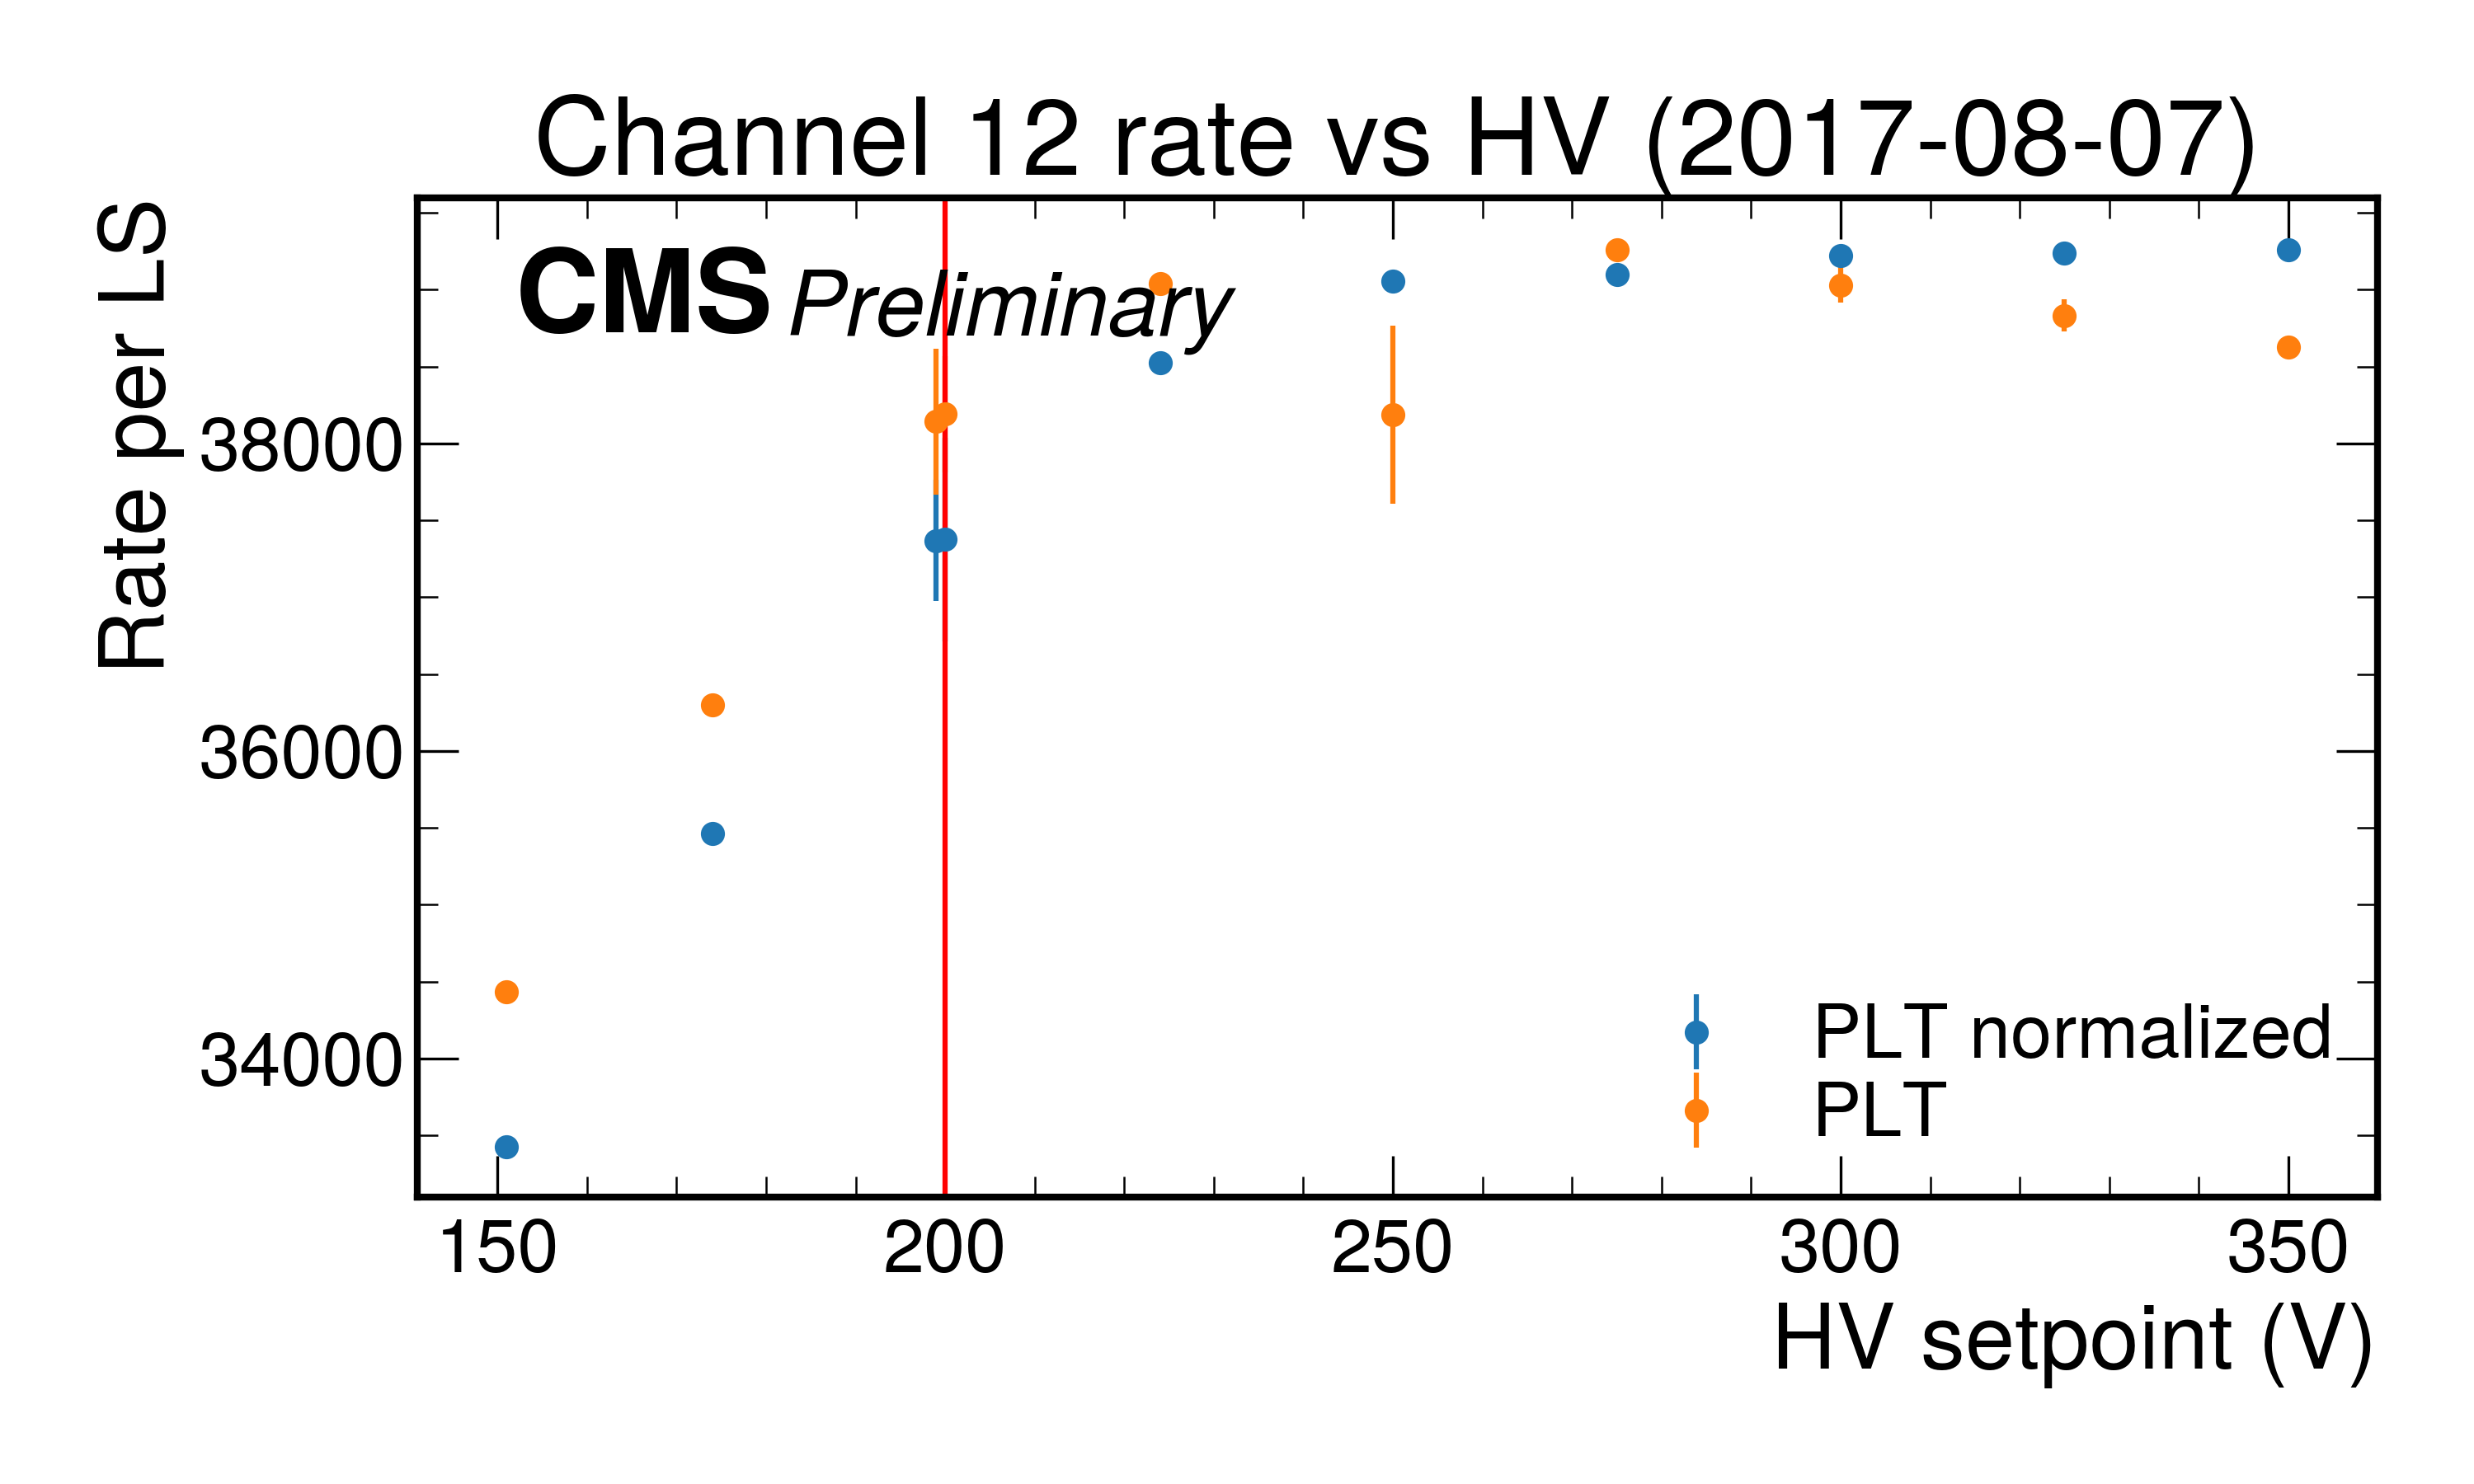 Channel 12 rate vs HV (2017-08-07)
CMS Preliminary
Rate per LS
38000
36000
34000
PLT normalized
PLT
150 200 250 300 350
HV setpoint (V)